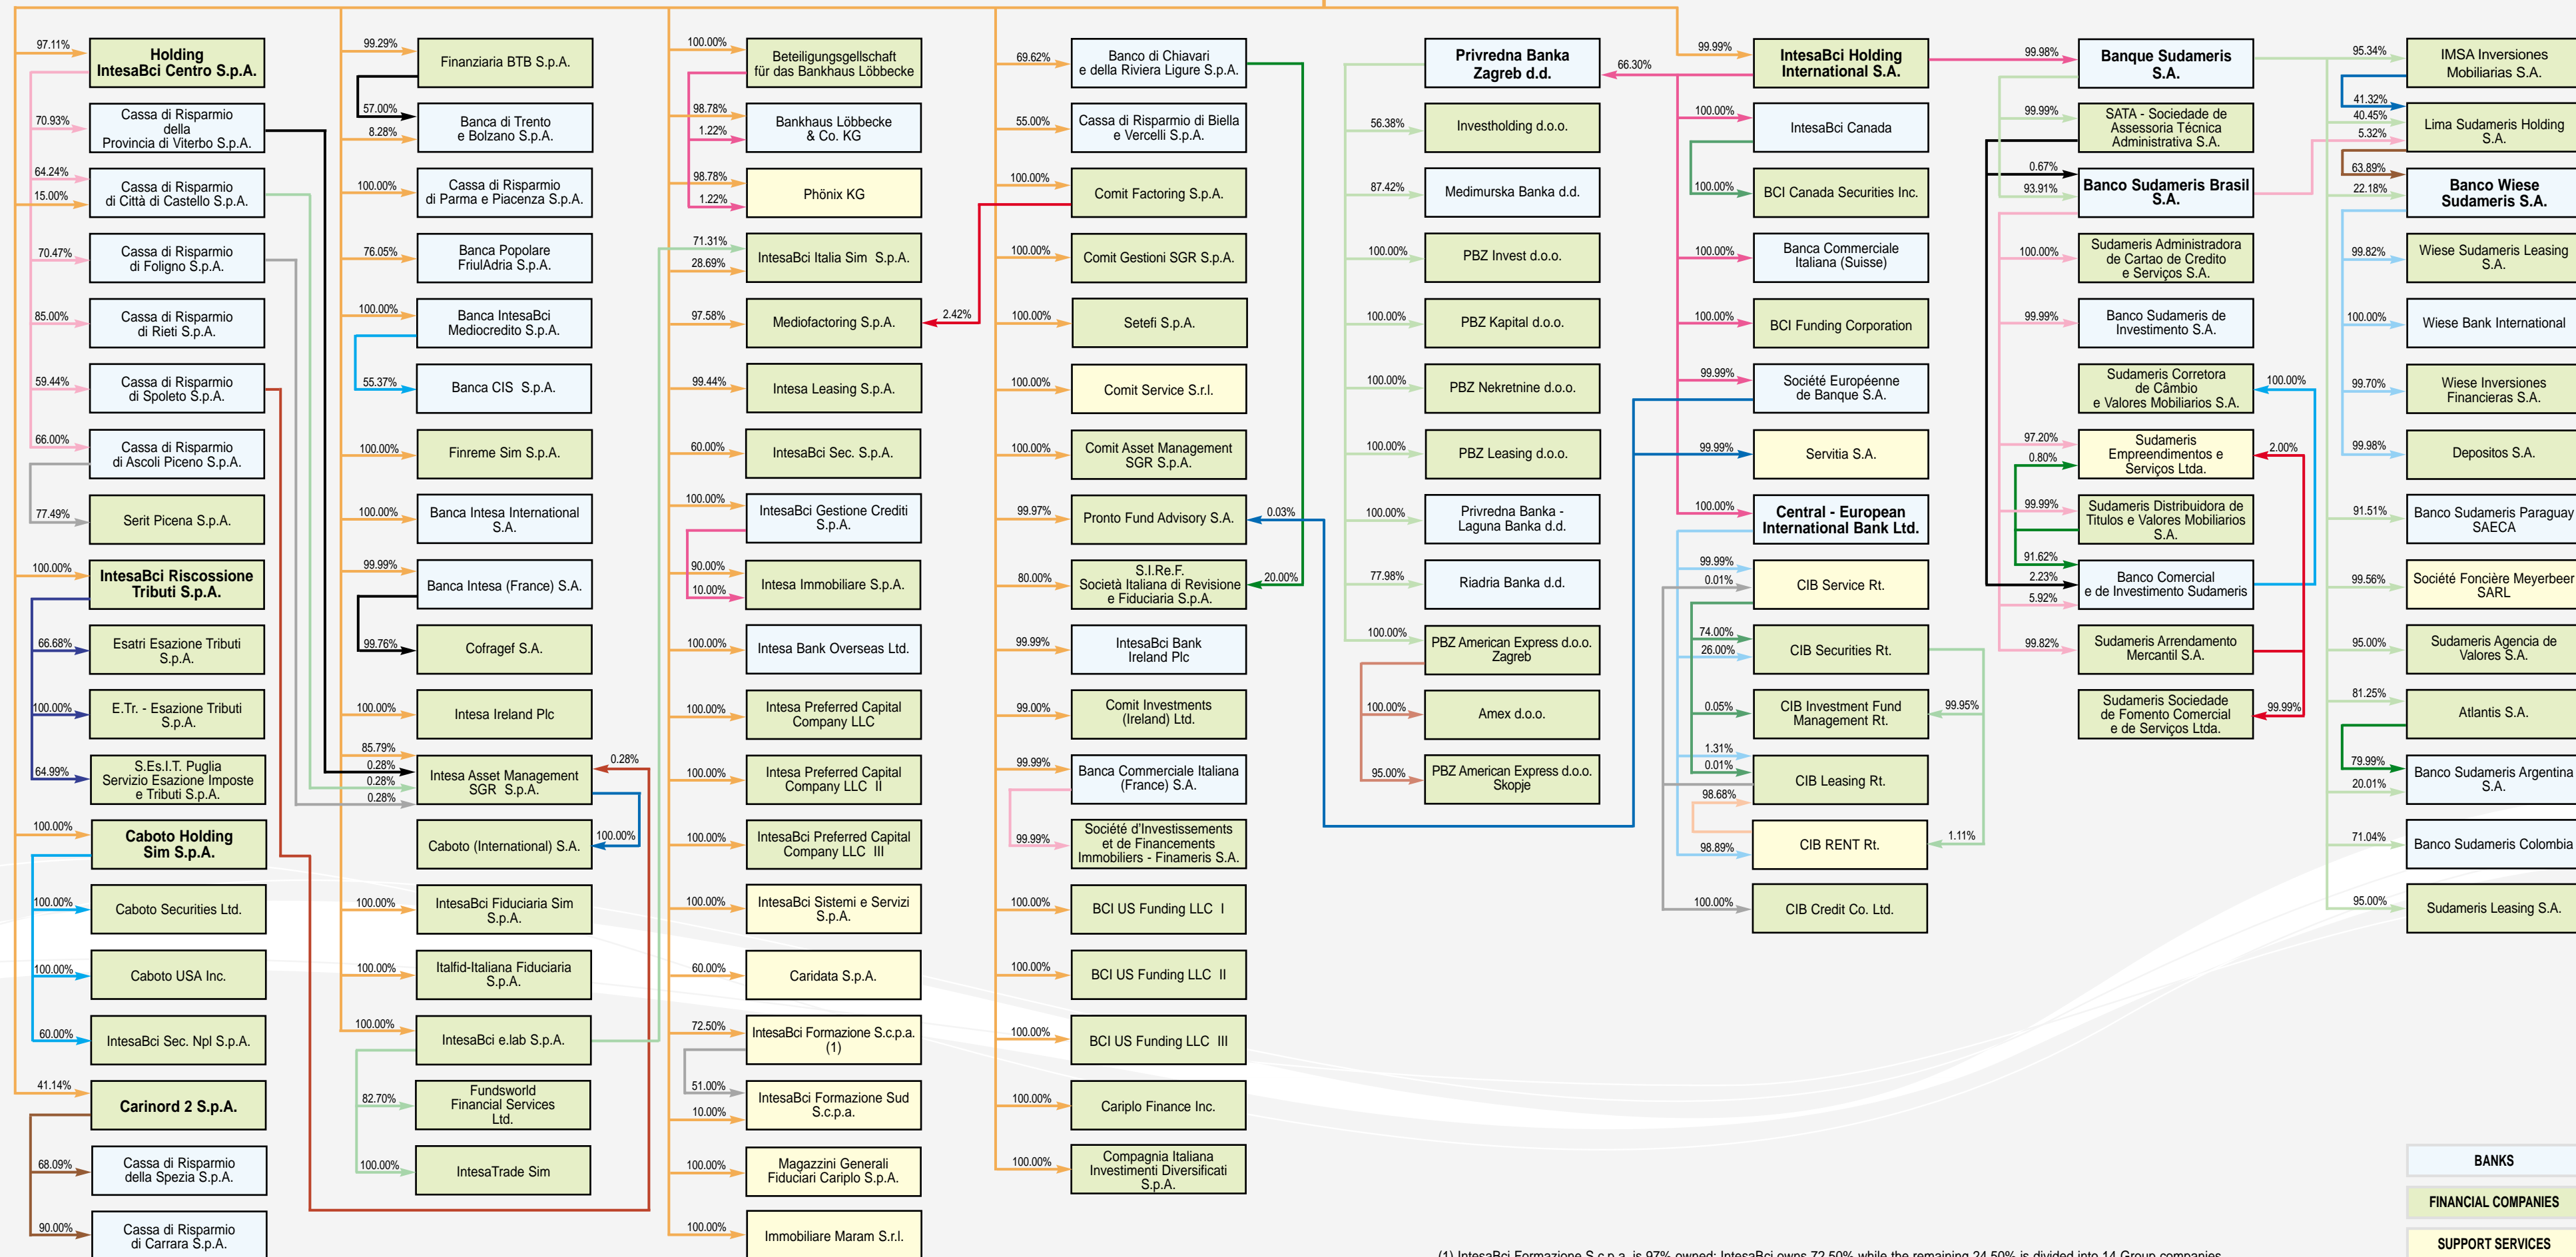 97.11%
Holding
IntesaBci Centro S.p.A.
70.93%
Cassa di Risparmio
della
Provincia di Viterbo S.p.A.
64.24%
15.00%
Cassa di Risparmio
di Città di Castello S.p.A.
70.47%
Cassa di Risparmio
di Foligno S.p.A.
85.00%
Cassa di Risparmio
di Rieti S.p.A.
59.44%
Cassa di Risparmio
di Spoleto S.p.A.
66.00%
Cassa di Risparmio
di Ascoli Piceno S.p.A.
77.49%
Serit Picena S.p.A.
100.00%
IntesaBci Riscossione
Tributi S.p.A.
66.68%
Esatri Esazione Tributi
S.p.A.
100.00%
E.Tr. - Esazione Tributi
S.p.A.
64.99%
S.Es.I.T. Puglia
Servizio Esazione Imposte
e Tributi S.p.A.
100.00%
Caboto Holding
Sim S.p.A.
100.00%
Caboto Securities Ltd.
100.00%
Caboto USA Inc.
60.00%
IntesaBci Sec. Npl S.p.A.
41.14%
Carinord 2 S.p.A.
68.09%
Cassa di Risparmio
della Spezia S.p.A.
90.00%
Cassa di Risparmio
di Carrara S.p.A.
99.29%
Finanziaria BTB S.p.A.
57.00%
8.28%
Banca di Trento
e Bolzano S.p.A.
100.00%
Cassa di Risparmio
di Parma e Piacenza S.p.A.
76.05%
Banca Popolare
FriulAdria S.p.A.
100.00%
Banca IntesaBci
Mediocredito S.p.A.
55.37%
Banca CIS S.p.A.
100.00%
Finreme Sim S.p.A.
100.00%
Banca Intesa International
S.A.
99.99%
Banca Intesa (France) S.A.
99.76%
Cofragef S.A.
100.00%
Intesa Ireland Plc
85.79%
0.28%
0.28%
0.28%
Intesa Asset Management
SGR S.p.A.
0.28%
Caboto (International) S.A.
100.00%
100.00%
IntesaBci Fiduciaria Sim
S.p.A.
100.00%
Italfid-Italiana Fiduciaria
S.p.A.
100.00%
IntesaBci e.lab S.p.A.
82.70%
Fundsworld
Financial Services
Ltd.
100.00%
IntesaTrade Sim
100.00%
Beteiligungsgellschaft
für das Bankhaus Löbbecke
98.78%
1.22%
Bankhaus Löbbecke
& Co. KG
98.78%
1.22%
Phönix KG
71.31%
28.69%
IntesaBci Italia Sim S.p.A.
97.58%
Mediofactoring S.p.A.
2.42%
99.44%
Intesa Leasing S.p.A.
60.00%
IntesaBci Sec. S.p.A.
100.00%
IntesaBci Gestione Crediti
S.p.A.
90.00%
10.00%
Intesa Immobiliare S.p.A.
100.00%
Intesa Bank Overseas Ltd.
100.00%
Intesa Preferred Capital
Company LLC
100.00%
Intesa Preferred Capital
Company LLC II
100.00%
IntesaBci Preferred Capital
Company LLC III
100.00%
IntesaBci Sistemi e Servizi
S.p.A.
60.00%
Caridata S.p.A.
72.50%
IntesaBci Formazione S.c.p.a.
(1)
51.00%
10.00%
IntesaBci Formazione Sud
S.c.p.a.
100.00%
Magazzini Generali
Fiduciari Cariplo S.p.A.
100.00%
Immobiliare Maram S.r.l.
69.62%
Banco di Chiavari
e della Riviera Ligure S.p.A.
55.00%
Cassa di Risparmio di Biella
e Vercelli S.p.A.
100.00%
Comit Factoring S.p.A.
100.00%
Comit Gestioni SGR S.p.A.
100.00%
Setefi S.p.A.
100.00%
Comit Service S.r.l.
100.00%
Comit Asset Management
SGR S.p.A.
99.97%
Pronto Fund Advisory S.A.
0.03%
80.00%
S.I.Re.F.
Società Italiana di Revisione
e Fiduciaria S.p.A.
20.00%
99.99%
IntesaBci Bank
Ireland Plc
99.00%
Comit Investments
(Ireland) Ltd.
99.99%
Banca Commerciale Italiana
(France) S.A.
99.99%
Société d'Investissements
et de Financements
Immobiliers - Finameris S.A.
100.00%
BCI US Funding LLC I
100.00%
BCI US Funding LLC II
100.00%
BCI US Funding LLC III
100.00%
Cariplo Finance Inc.
100.00%
Compagnia Italiana
Investimenti Diversificati
S.p.A.
Privredna Banka
Zagreb d.d.
66.30%
56.38%
Investholding d.o.o.
87.42%
Medimurska Banka d.d.
100.00%
PBZ Invest d.o.o.
100.00%
PBZ Kapital d.o.o.
100.00%
PBZ Nekretnine d.o.o.
100.00%
PBZ Leasing d.o.o.
100.00%
Privredna Banka -
Laguna Banka d.d.
77.98%
Riadria Banka d.d.
100.00%
PBZ American Express d.o.o.
Zagreb
100.00%
Amex d.o.o.
95.00%
PBZ American Express d.o.o.
Skopje
99.99%
IntesaBci Holding
International S.A.
100.00%
IntesaBci Canada
100.00%
BCI Canada Securities Inc.
100.00%
Banca Commerciale
Italiana (Suisse)
100.00%
BCI Funding Corporation
99.99%
Société Européenne
de Banque S.A.
99.99%
Servitia S.A.
100.00%
Central - European
International Bank Ltd.
99.99%
0.01%
CIB Service Rt.
74.00%
26.00%
CIB Securities Rt.
0.05%
CIB Investment Fund
Management Rt.
99.95%
1.31%
0.01%
CIB Leasing Rt.
98.68%
98.89%
CIB RENT Rt.
1.11%
100.00%
CIB Credit Co. Ltd.
99.98%
Banque Sudameris
S.A.
99.99%
SATA - Sociedade de
Assessoria Técnica
Administrativa S.A.
0.67%
93.91%
Banco Sudameris Brasil
S.A.
100.00%
Sudameris Administradora
de Cartao de Credito
e Serviços S.A.
99.99%
Banco Sudameris de
Investimento S.A.
Sudameris Corretora
de Câmbio
e Valores Mobiliarios S.A.
100.00%
97.20%
0.80%
Sudameris
Empreendimentos e
Serviços Ltda.
2.00%
99.99%
Sudameris Distribuidora de
Titulos e Valores Mobiliarios
S.A.
91.62%
2.23%
5.92%
Banco Comercial
e de Investimento Sudameris
99.82%
Sudameris Arrendamento
Mercantil S.A.
Sudameris Sociedade
de Fomento Comercial
e de Serviços Ltda.
99.99%
95.34%
IMSA Inversiones
Mobiliarias S.A.
41.32%
40.45%
5.32%
Lima Sudameris Holding
S.A.
63.89%
22.18%
Banco Wiese
Sudameris S.A.
99.82%
Wiese Sudameris Leasing
S.A.
100.00%
Wiese Bank International
99.70%
Wiese Inversiones
Financieras S.A.
99.98%
Depositos S.A.
91.51%
Banco Sudameris Paraguay
SAECA
99.56%
Société Foncière Meyerbeer
SARL
95.00%
Sudameris Agencia de
Valores S.A.
81.25%
Atlantis S.A.
79.99%
20.01%
Banco Sudameris Argentina
S.A.
71.04%
Banco Sudameris Colombia
95.00%
Sudameris Leasing S.A.
BANKS
FINANCIAL COMPANIES
SUPPORT SERVICES
(1) IntesaBci Formazione S.c.p.a. is 97% owned: IntesaBci owns 72.50% while the remaining 24.50% is divided into 14 Group companies